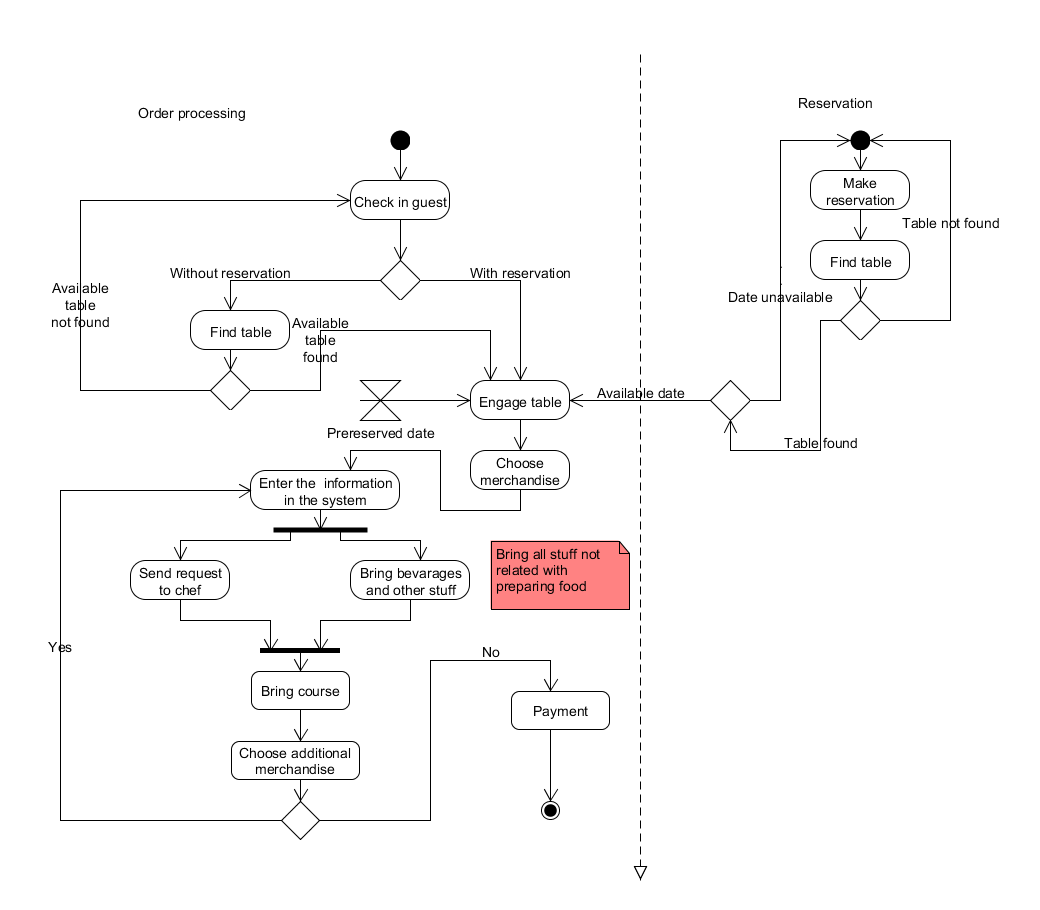 Reservation
Order processing
Make
reservation
Check in guest
Table not found
Find table
Without reservation
With reservation
Date unavailable
Available
table
not found
Find table
Available
table
found
Engage table
Available date
Prereserved date
Table found
Choose
merchandise
Enter the  information
in the system
Bring all stuff not
related with
preparing food
Send request
to chef
Bring bevarages
and other stuff
Yes
No
Bring course
Payment
Choose additional
merchandise